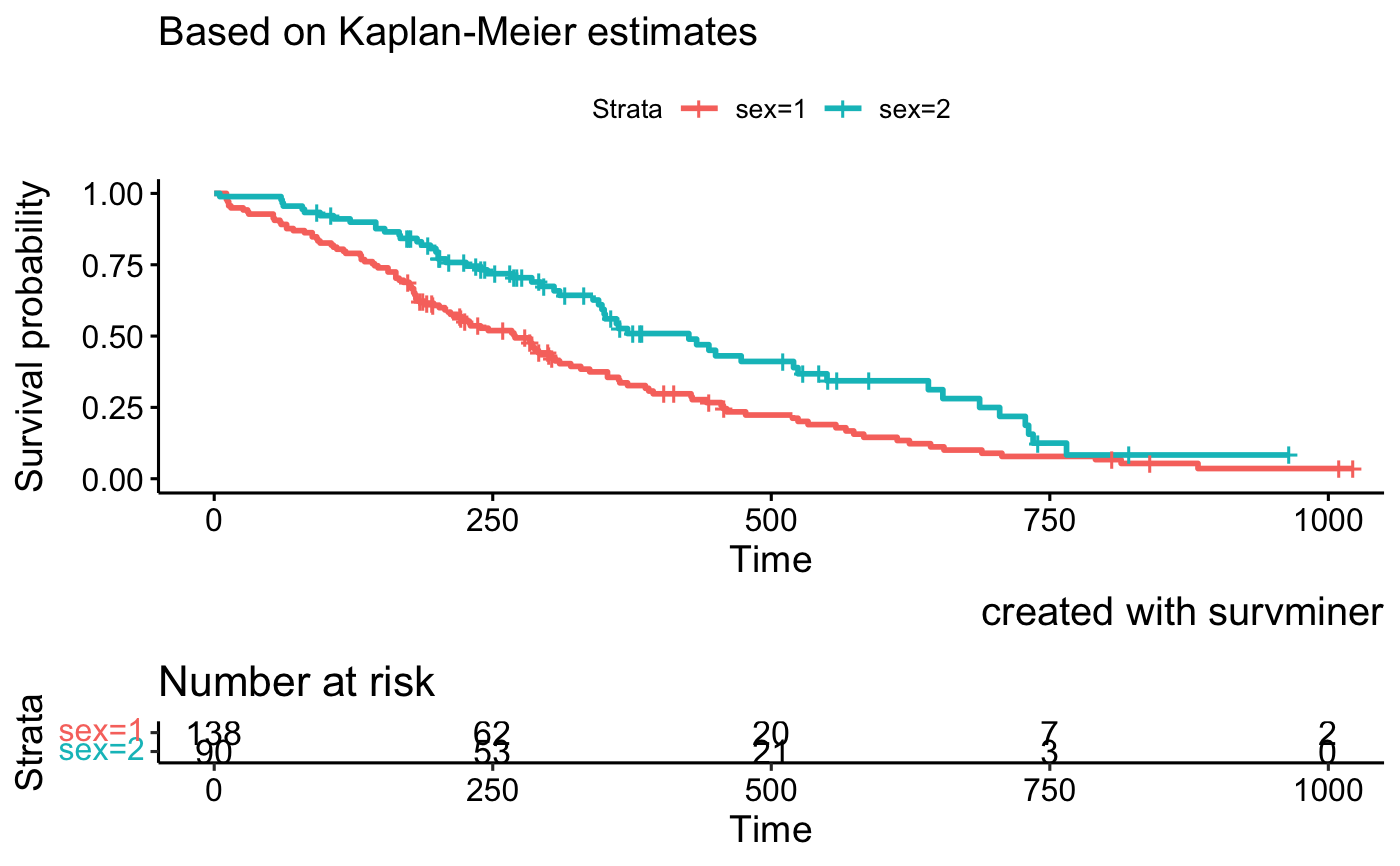 Based on Kaplan-Meier estimates
Strata sex=1 sex=2
Survival probability
1.00
0.75
0.50
0.25
0.00
0 250 500 750 1000
Time
created with survminer
Number at risk
Strata
sex=1 138 62 20 7 2
sex=2 90 53 21 3 0
0 250 500 750 1000
Time